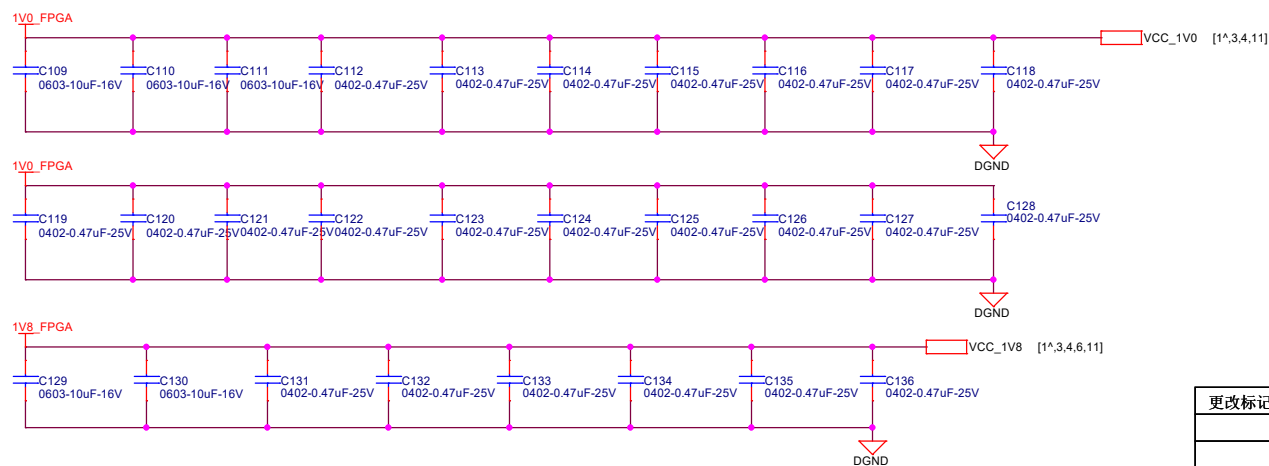 1V0_FPGA
VCC_1V0 [1^,3,4,11]
C109 C110 C111 C112 C113 C114 C115 C116 C117 C118
0603-10uF-16V 0603-10uF-16V 0603-10uF-16V 0402-0.47uF-25V 0402-0.47uF-25V 0402-0.47uF-25V 0402-0.47uF-25V 0402-0.47uF-25V 0402-0.47uF-25V 0402-0.47uF-25V
DGND
1V0_FPGA
C119 C120 C121 C122 C123 C124 C125 C126 C127 C128
0402-0.47uF-25V 0402-0.47uF-25V 0402-0.47uF-25V 0402-0.47uF-25V 0402-0.47uF-25V 0402-0.47uF-25V 0402-0.47uF-25V 0402-0.47uF-25V 0402-0.47uF-25V 0402-0.47uF-25V
DGND
1V8_FPGA
VCC_1V8 [1^,3,4,6,11]
C129 C130 C131 C132 C133 C134 C135 C136
0603-10uF-16V 0603-10uF-16V 0402-0.47uF-25V 0402-0.47uF-25V 0402-0.47uF-25V 0402-0.47uF-25V 0402-0.47uF-25V 0402-0.47uF-25V
更改标记
DGND